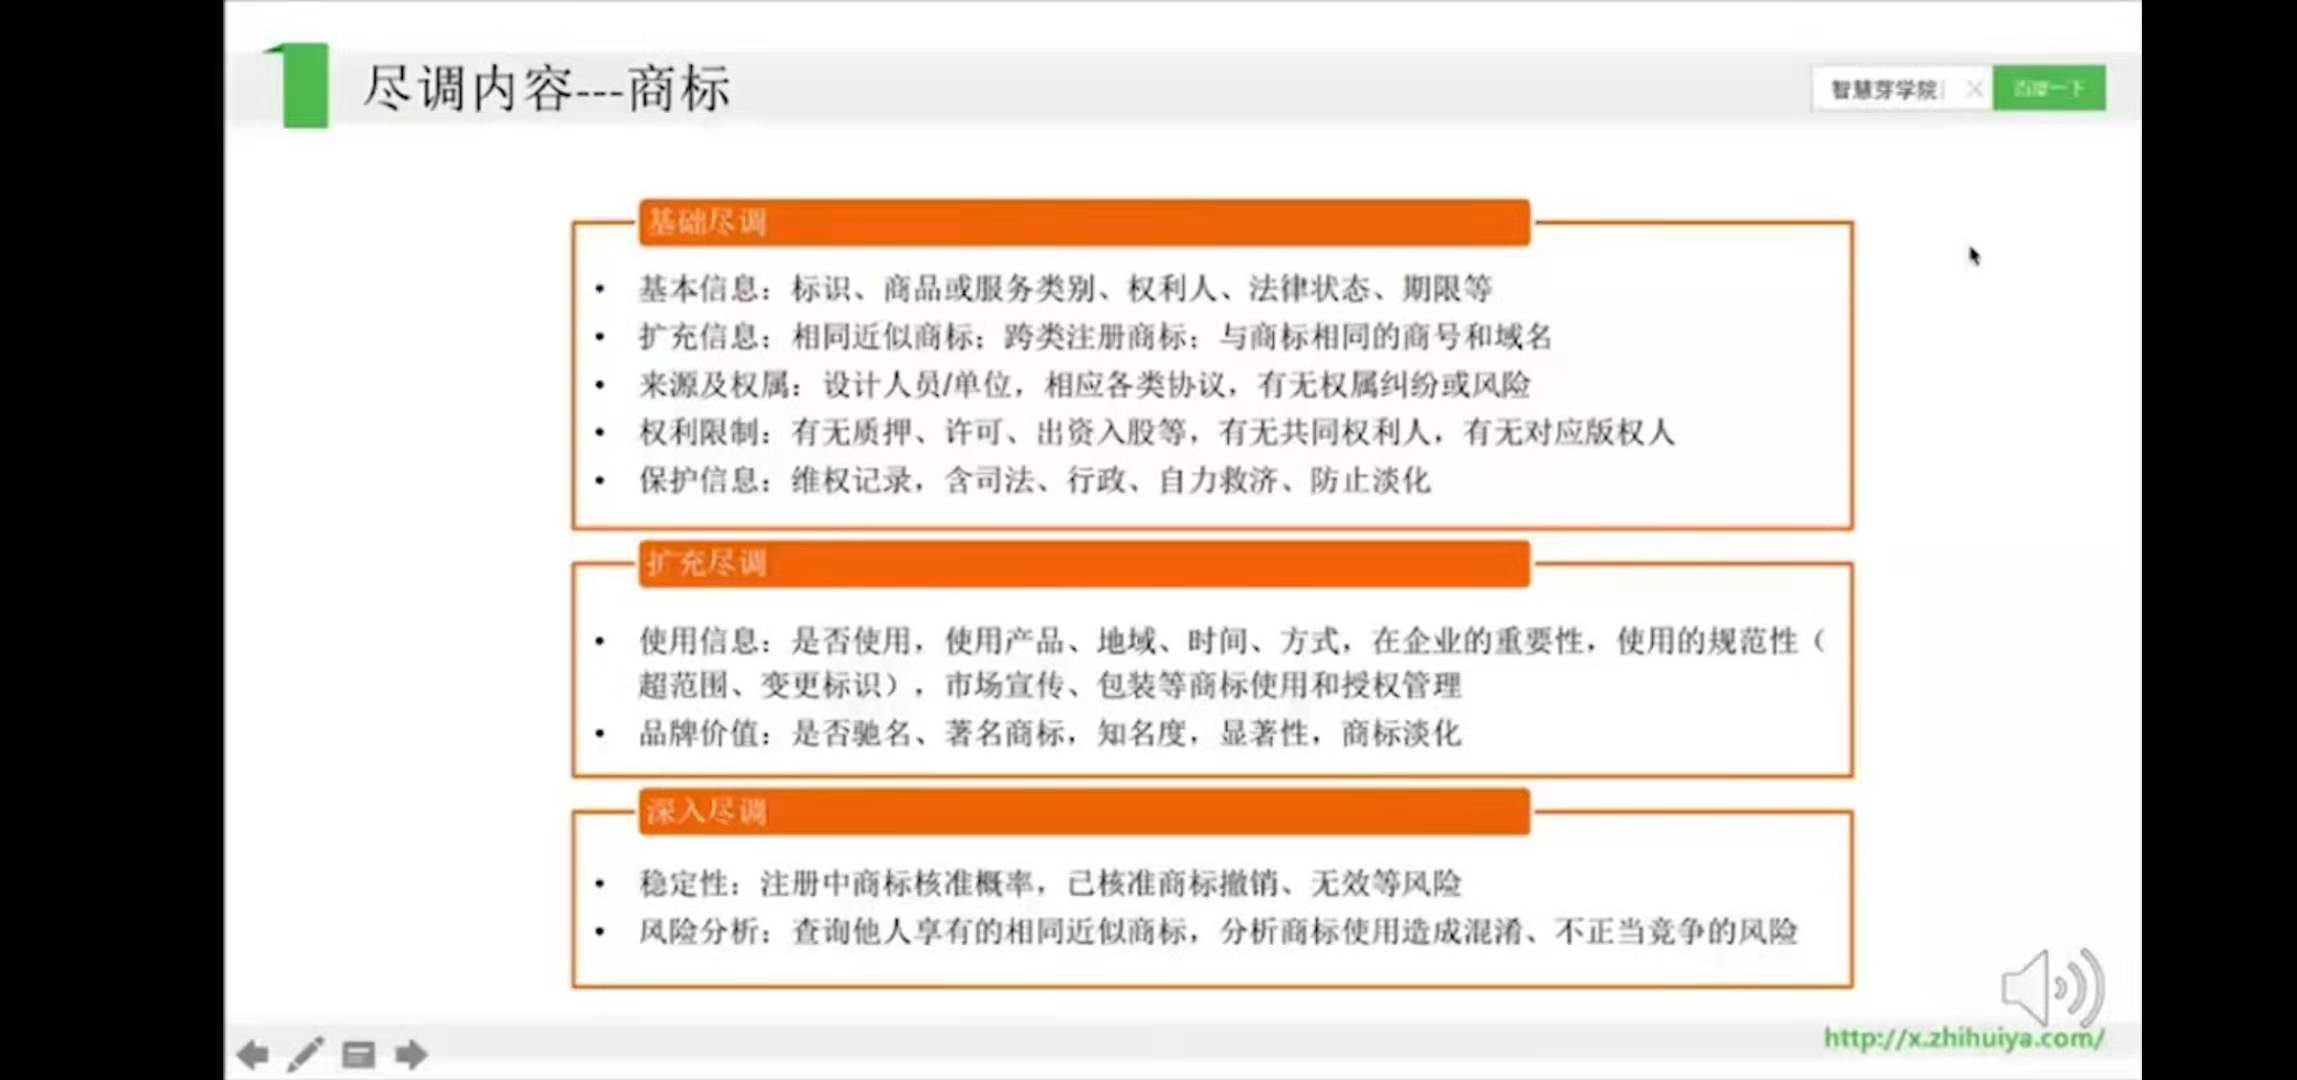 尽调内容---商标
智慧芽学院
百度一下
基础尽调
• 基本信息：标识、商品或服务类别、权利人、法律状态、期限等
• 扩充信息：相同近似商标；跨类注册商标；与商标相同的商号和域名
• 来源及权属：设计人员/单位，相应各类协议，有无权属纠纷或风险
• 权利限制：有无质押、许可、出资入股等，有无共同权利人，有无对应版权人
• 保护信息：维权记录，含司法、行政、自力救济、防止淡化
扩充尽调
• 使用信息：是否使用，使用产品、地域、时间、方式，在企业的重要性，使用的规范性（
超范围、变更标识），市场宣传、包装等商标使用和授权管理
• 品牌价值：是否驰名、著名商标，知名度，显著性，商标淡化
深入尽调
• 稳定性：注册中商标核准概率，已核准商标撤销、无效等风险
• 风险分析：查询他人享有的相同近似商标，分析商标使用造成混淆、不正当竞争的风险
http://x.zhihuiya.com/